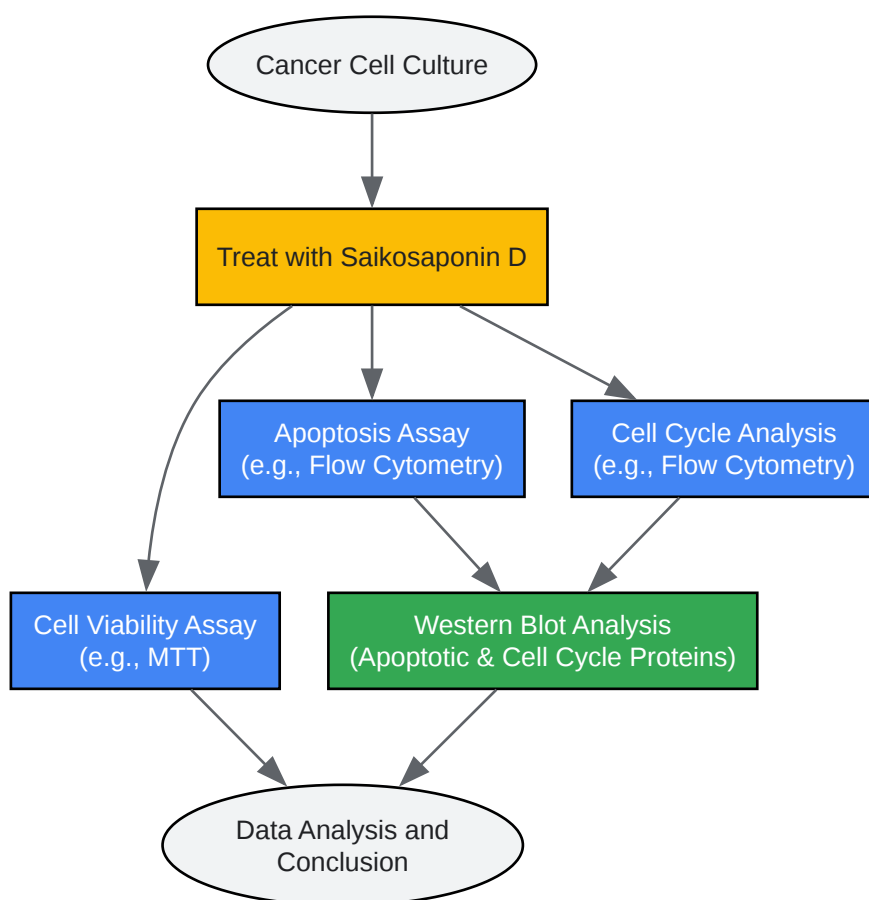 Cancer Cell Culture
Treat with Saikosaponin D
Apoptosis Assay
(e.g., Flow Cytometry)
Cell Cycle Analysis
(e.g., Flow Cytometry)
Cell Viability Assay
(e.g., MTT)
Western Blot Analysis
(Apoptotic & Cell Cycle Proteins)
Data Analysis and
Conclusion